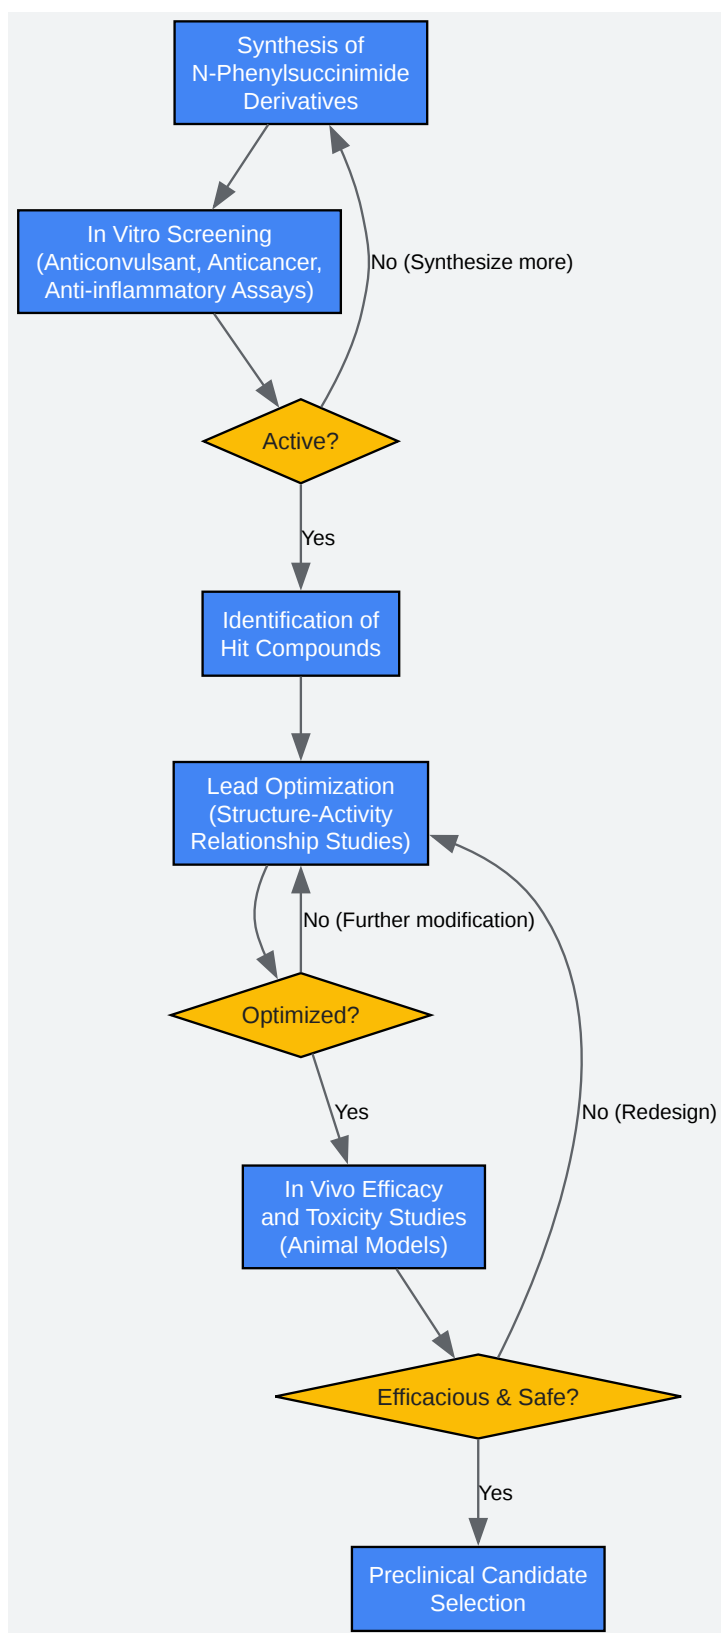 Synthesis of
N-Phenylsuccinimide
Derivatives
In Vitro Screening
(Anticonvulsant, Anticancer,
Anti-inflammatory Assays)
No (Synthesize more)
Active?
Yes
Identification of
Hit Compounds
Lead Optimization
(Structure-Activity
Relationship Studies)
No (Further modification)
Optimized?
Yes
No (Redesign)
In Vivo Efficacy
and Toxicity Studies
(Animal Models)
Efficacious & Safe?
Yes
Preclinical Candidate
Selection